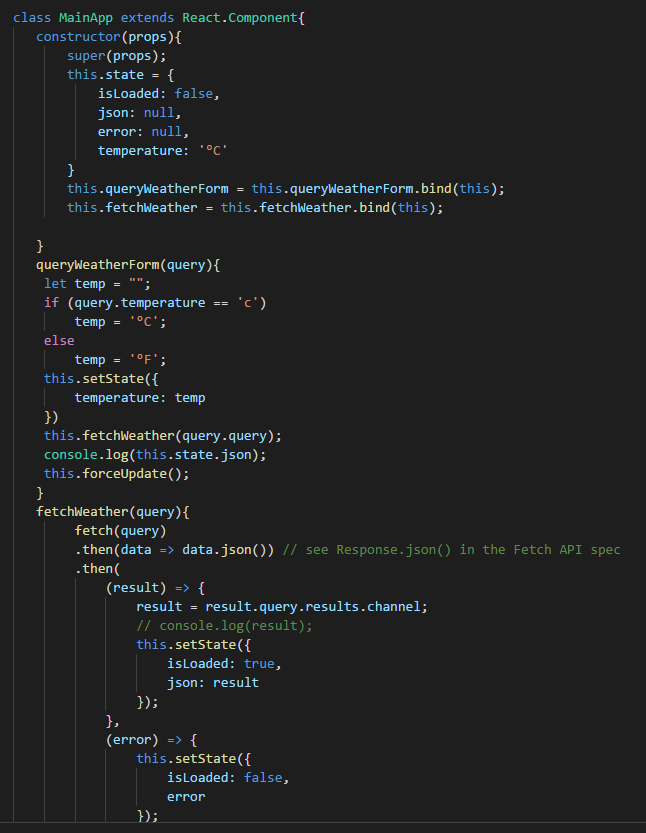 class MainApp extends React.Component{
constructor(props){
super(props);
this.state = {
isLoaded: false,
json: null,
error: null,
temperature: 'ºC'
}
this.queryWeatherForm = this.queryWeatherForm.bind(this);
this.fetchWeather = this.fetchWeather.bind(this);
}
queryWeatherForm(query){
let temp = "";
if (query.temperature == 'c')
temp = 'ºC';
else
temp = 'ºF';
this.setState({
temperature: temp
})
this.fetchWeather(query.query);
console.log(this.state.json);
this.forceUpdate();
}
fetchWeather(query){
fetch(query)
.then(data => data.json()) // see Response.json() in the Fetch API spec
.then(
(result) => {
result = result.query.results.channel;
// console.log(result);
this.setState({
isLoaded: true,
json: result
});
},
(error) => {
this.setState({
isLoaded: false,
error
});